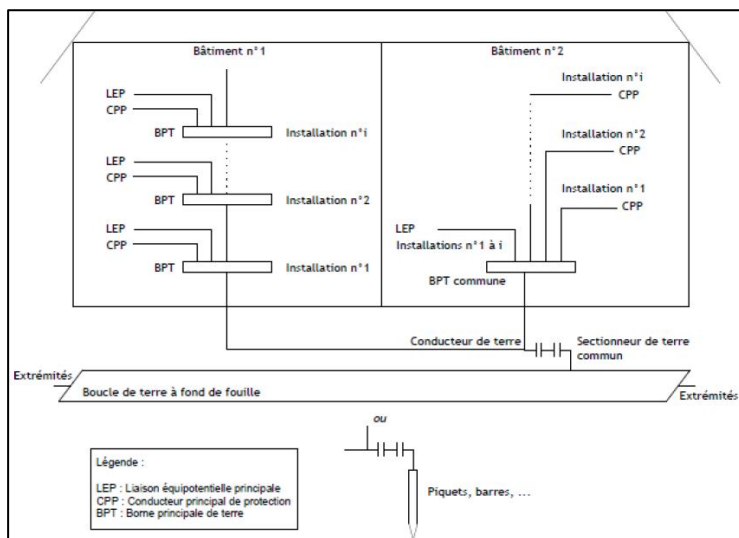 Bâtiment n°1
Bâtiment n°2
LEP
CPP
BPT
Installation n°i
LEP
CPP
BPT
Installation n°2
LEP
CPP
BPT
Installation n°1
Installation n°i
CPP
Installation n°2
CPP
Installation n°1
CPP
LEP
Installations n°1 à i
BPT commune
Conducteur de terre
Sectionneur de terre
commun
Extrémités
Boucle de terre à fond de fouille
Extrémités
ou
Piquets, barres, ...
Légende :
LEP : Liaison équipotentielle principale
CPP : Conducteur principal de protection
BPT : Borne principale de terre